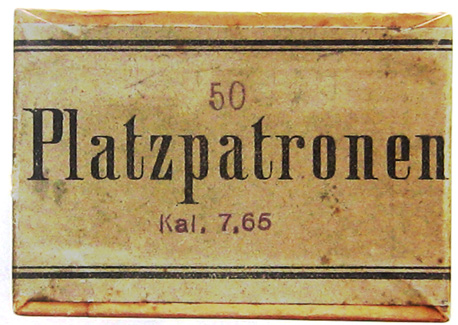 50
Platzpatronen
Kal. 7,65